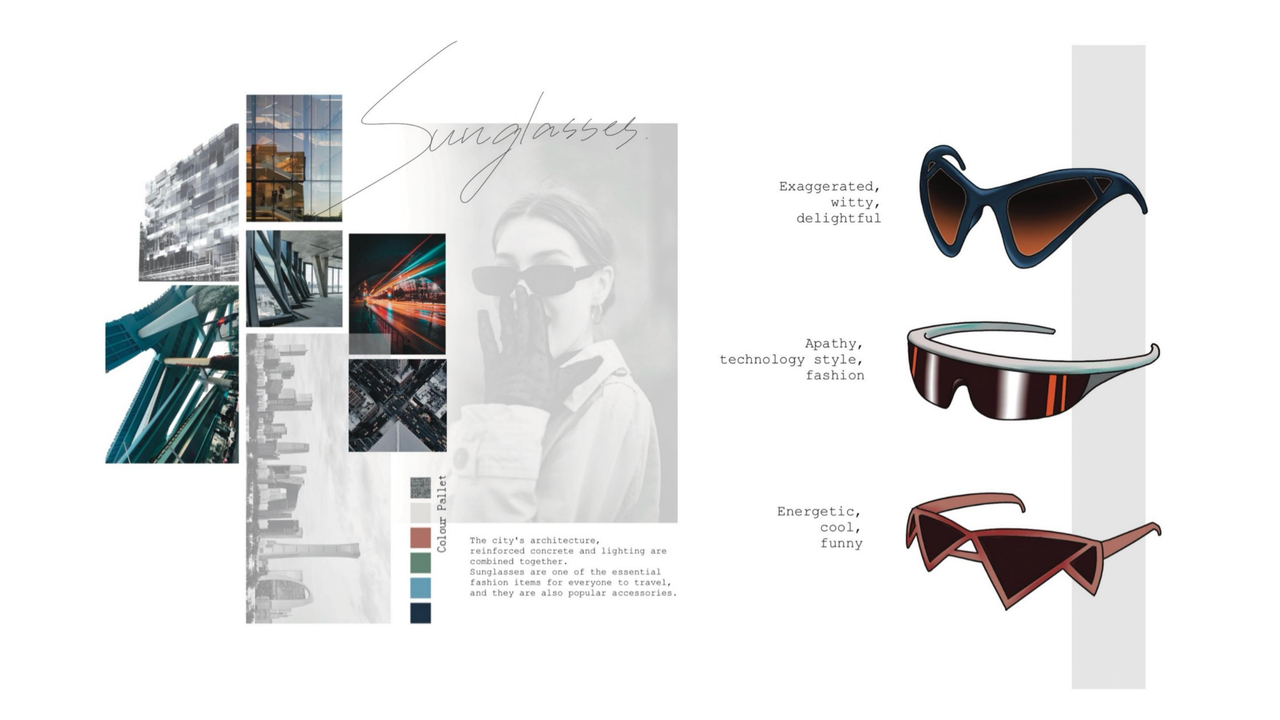 Sunglasses.
Colour Pallet
The city's architecture,
reinforced concrete and lighting are
combined together.
Sunglasses are one of the essential
fashion items for everyone to travel,
and they are also popular accessories.
Exaggerated,
witty,
delightful
Apathy,
technology style,
fashion
Energetic,
cool,
funny